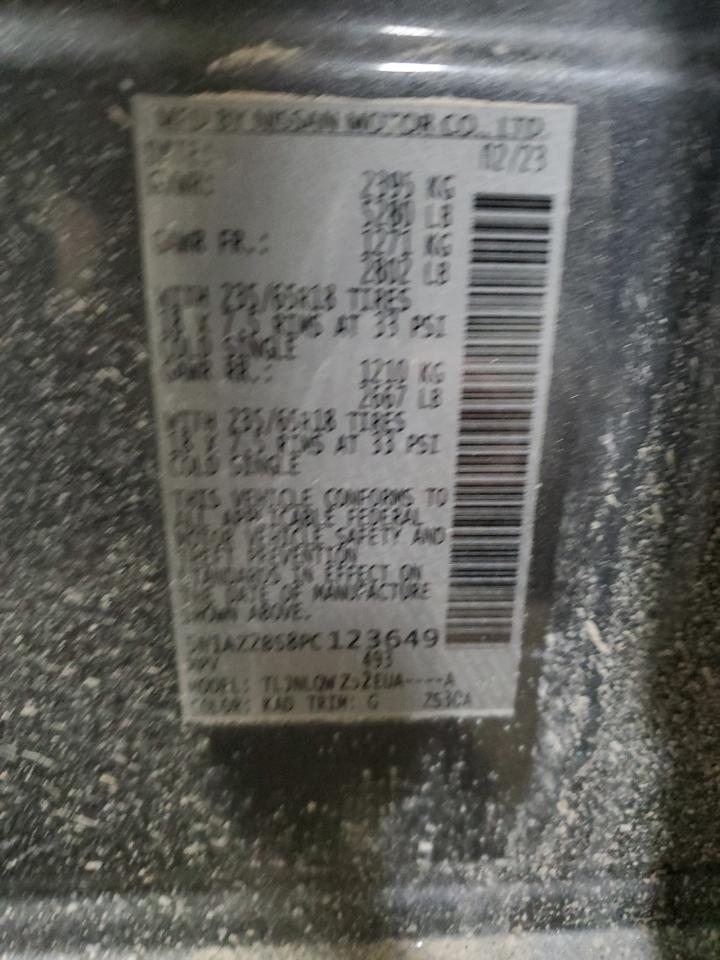 MFD BY NISSAN MOTOR CO., LTD.
DATE: 02/23
GVWR: 2395 KG
5280 LB
GAWR FR.: 1271 KG
2802 LB
WITH 235/65R18 TIRES
18 X 7.5 RIMS AT 33 PSI
COLD SINGLE
GAWR RR.: 1210 KG
2667 LB
WITH 235/65R18 TIRES
18 X 7.5 RIMS AT 33 PSI
COLD SINGLE
THIS VEHICLE CONFORMS TO
ALL APPLICABLE FEDERAL
MOTOR VEHICLE SAFETY AND
THEFT PREVENTION
STANDARDS IN EFFECT ON
THE DATE OF MANUFACTURE
SHOWN ABOVE.
123649
MPV 493
MODEL:
COLOR: KAD TRIM: G